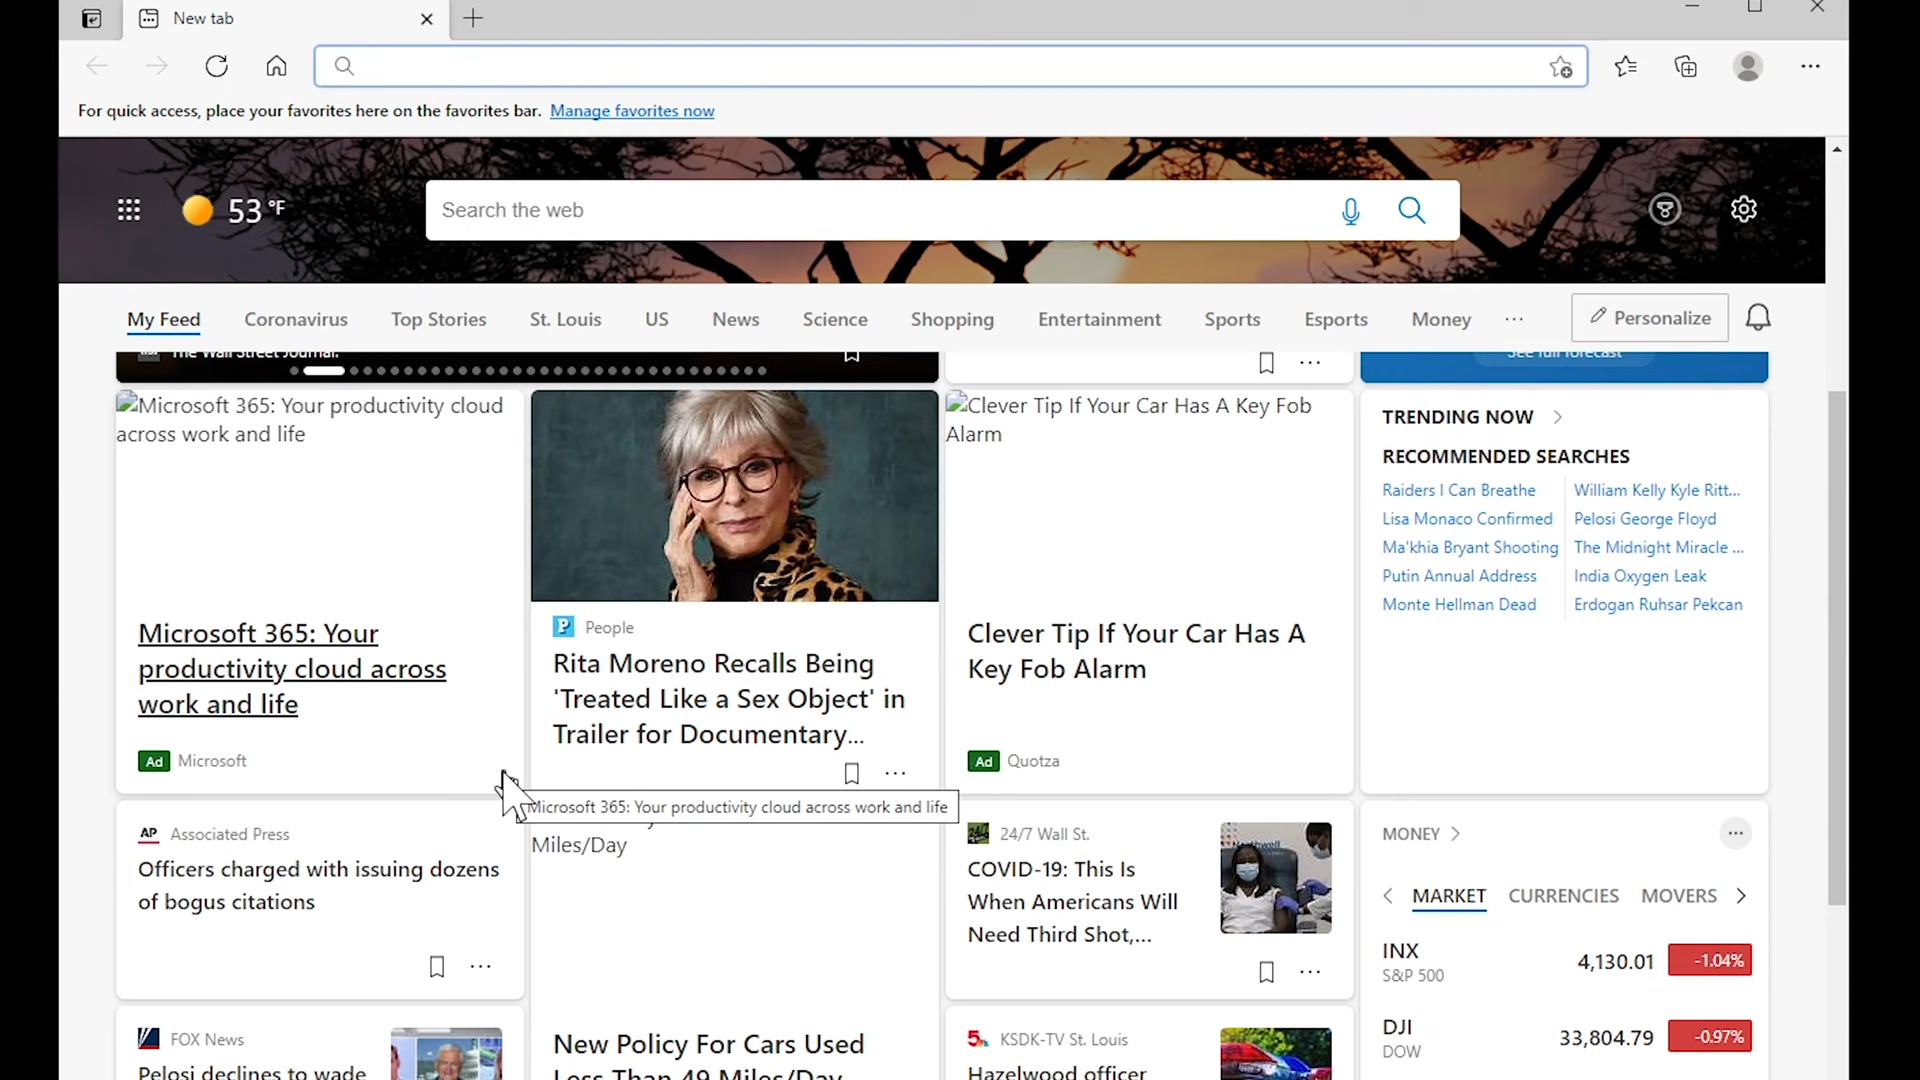 New tab
For quick access, place your favorites here on the favorites bar. Manage favorites now
53 °F
Search the web
My Feed
Coronavirus
Top Stories
St. Louis
US
News
Science
Shopping
Entertainment
Sports
Esports
Money
Personalize
The Wall Street Journal.
See full forecast
Microsoft 365: Your productivity cloud
across work and life
Microsoft 365: Your
productivity cloud across
work and life
Ad Microsoft
People
Rita Moreno Recalls Being
'Treated Like a Sex Object' in
Trailer for Documentary...
Clever Tip If Your Car Has A Key Fob
Alarm
Clever Tip If Your Car Has A
Key Fob Alarm
Ad Quotza
TRENDING NOW
RECOMMENDED SEARCHES
Raiders I Can Breathe
William Kelly Kyle Ritt...
Lisa Monaco Confirmed
Pelosi George Floyd
Ma'khia Bryant Shooting
The Midnight Miracle ...
Putin Annual Address
India Oxygen Leak
Monte Hellman Dead
Erdogan Ruhsar Pekcan
Microsoft 365: Your productivity cloud across work and life
AP Associated Press
Officers charged with issuing dozens
of bogus citations
Miles/Day
24/7 24/7 Wall St.
COVID-19: This Is
When Americans Will
Need Third Shot,...
MONEY
MARKET
CURRENCIES
MOVERS
INX
S&P 500
4,130.01
-1.04%
DJI
DOW
33,804.79
-0.97%
FOX News
Pelosi declines to wade
New Policy For Cars Used
Less Than 49 Miles/Day
5 KSDK-TV St. Louis
Hazelwood officer